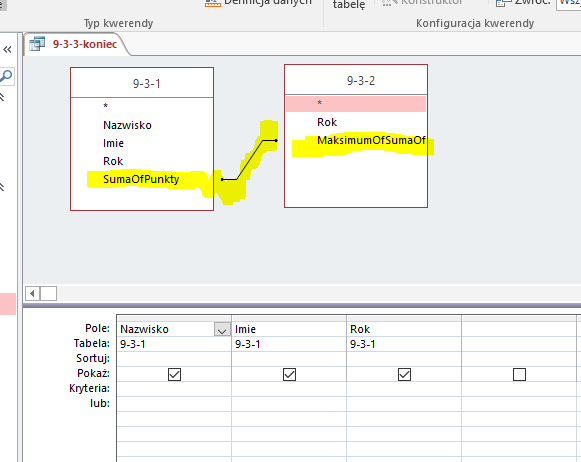 Definicja danych
tabelę
Konstruktor
Zwróć:
Wsz
Typ kwerendy
Konfiguracja kwerendy
9-3-3-koniec
9-3-1
*
Nazwisko
Imie
Rok
SumaOfPunkty
9-3-2
*
Rok
MaksimumOfSumaOf
Pole: Nazwisko Imie Rok
Tabela: 9-3-1 9-3-1 9-3-1
Sortuj:
Pokaż:
Kryteria:
lub: